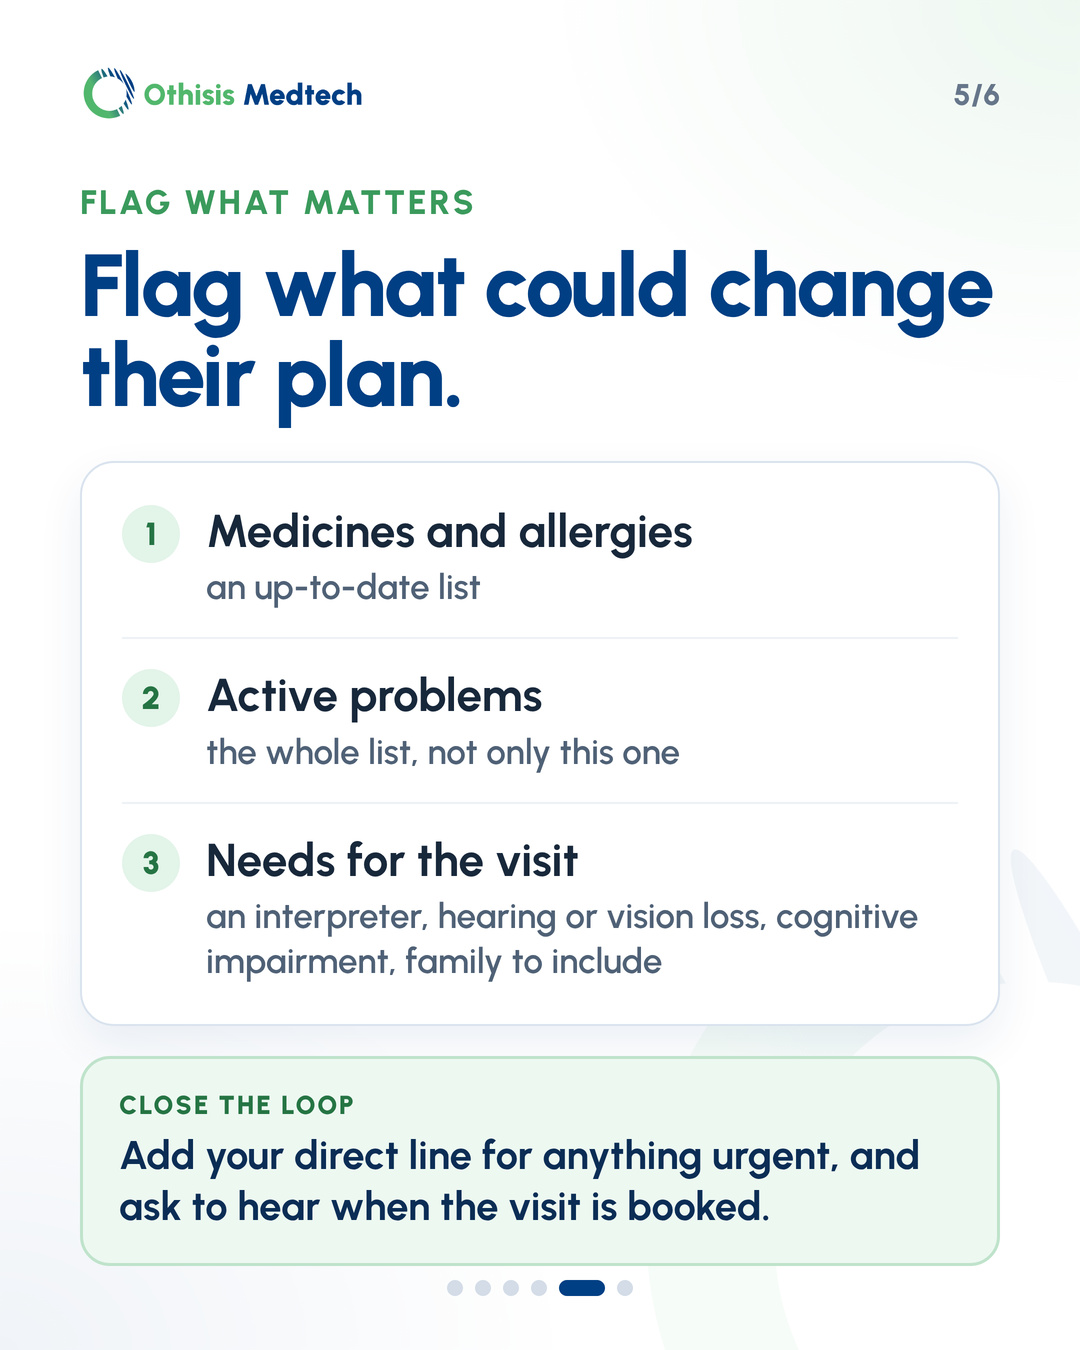 Othisis Medtech
5/6
FLAG WHAT MATTERS
Flag what could change
their plan.
1
Medicines and allergies
an up-to-date list
2
Active problems
the whole list, not only this one
3
Needs for the visit
an interpreter, hearing or vision loss, cognitive
impairment, family to include
CLOSE THE LOOP
Add your direct line for anything urgent, and
ask to hear when the visit is booked.